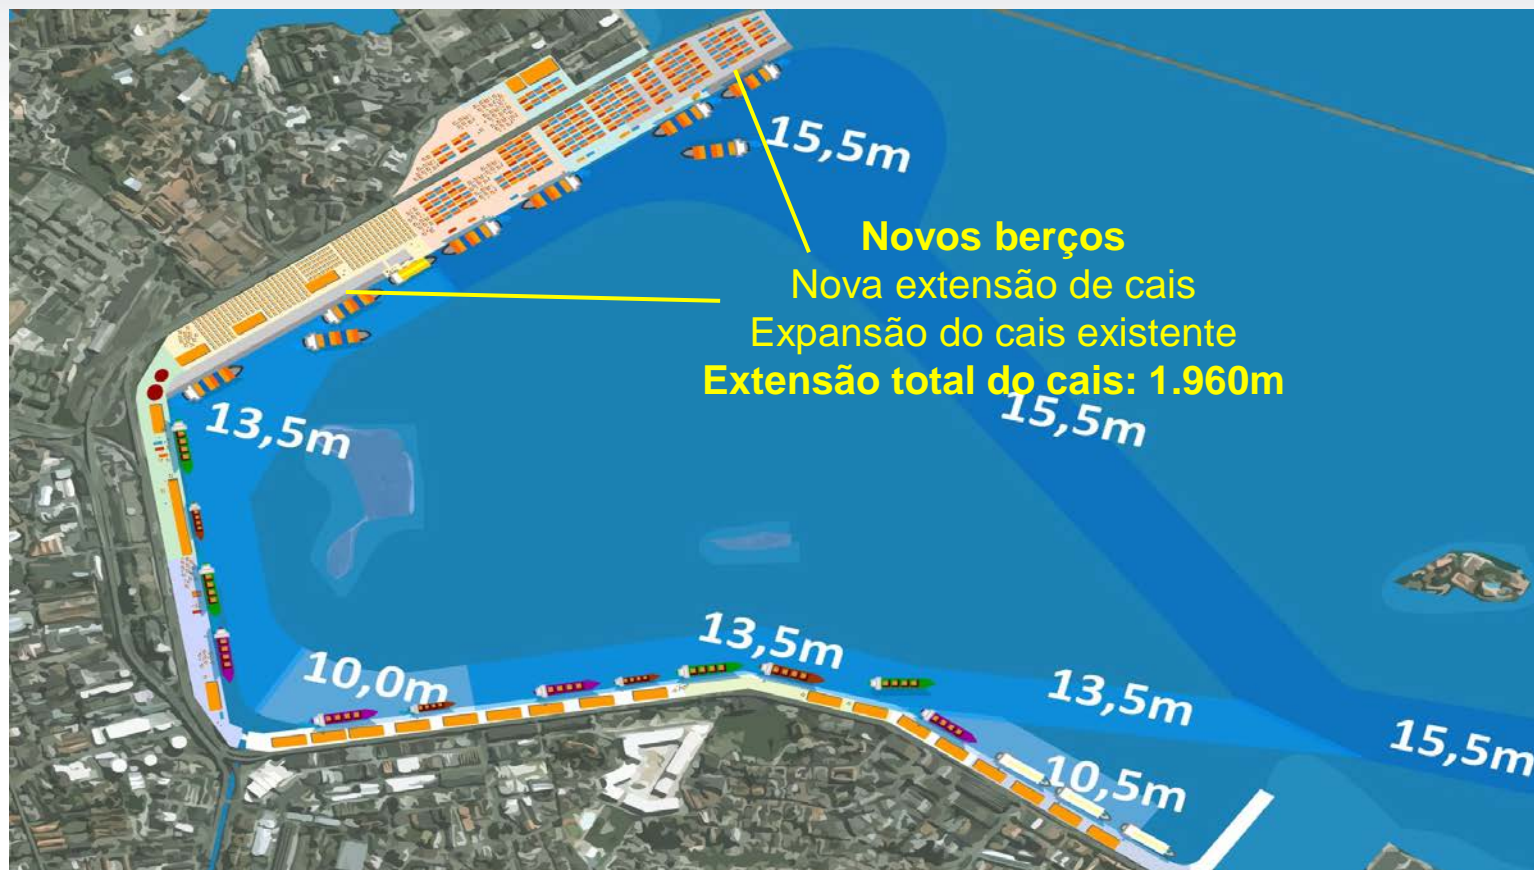 15,5m
Novos berços
Nova extensão de cais
Expansão do cais existente
Extensão total do cais: 1.960m
15,5m
13,5m
13,5m
10,0m
13,5m
15,5m
10,5m